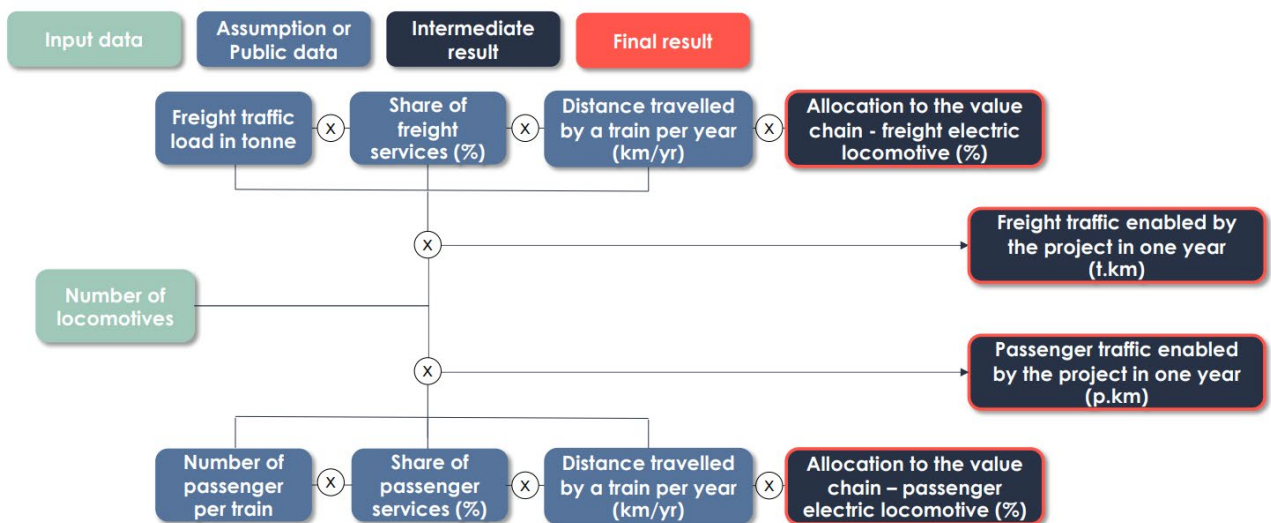 Input data
Assumption or
Public data
Intermediate
result
Final result
Freight traffic
load in tonne
X
Share of
freight
services (%)
X
Distance travelled
by a train per year
(km/yr)
X
Allocation to the value
chain - freight electric
locomotive (%)
X
Freight traffic enabled
by the project in one year
(t.km)
Number of
locomotives
X
Passenger traffic enabled
by the project in one year
(p.km)
Number of
passenger
per train
X
Share of
passenger
services (%)
X
Distance travelled
by a train per year
(km/yr)
X
Allocation to the value
chain – passenger
electric locomotive (%)